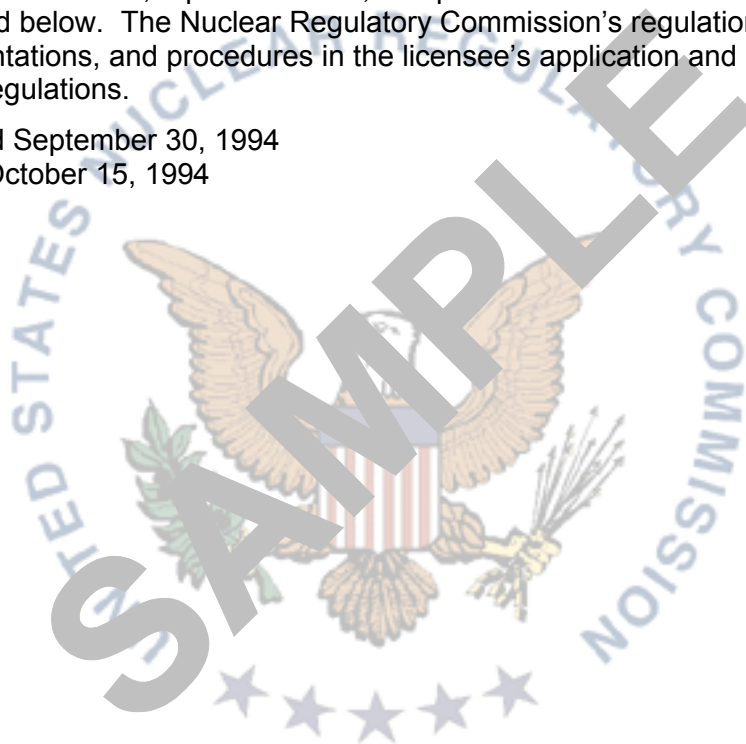 d below. The Nuclear Regulatory Commission’s regulation
ntations, and procedures in the licensee’s application and
egulations.
d September 30, 1994
October 15, 1994
UNITED STATES NUCLEAR REGULATORY COMMISSION
SAMPLE